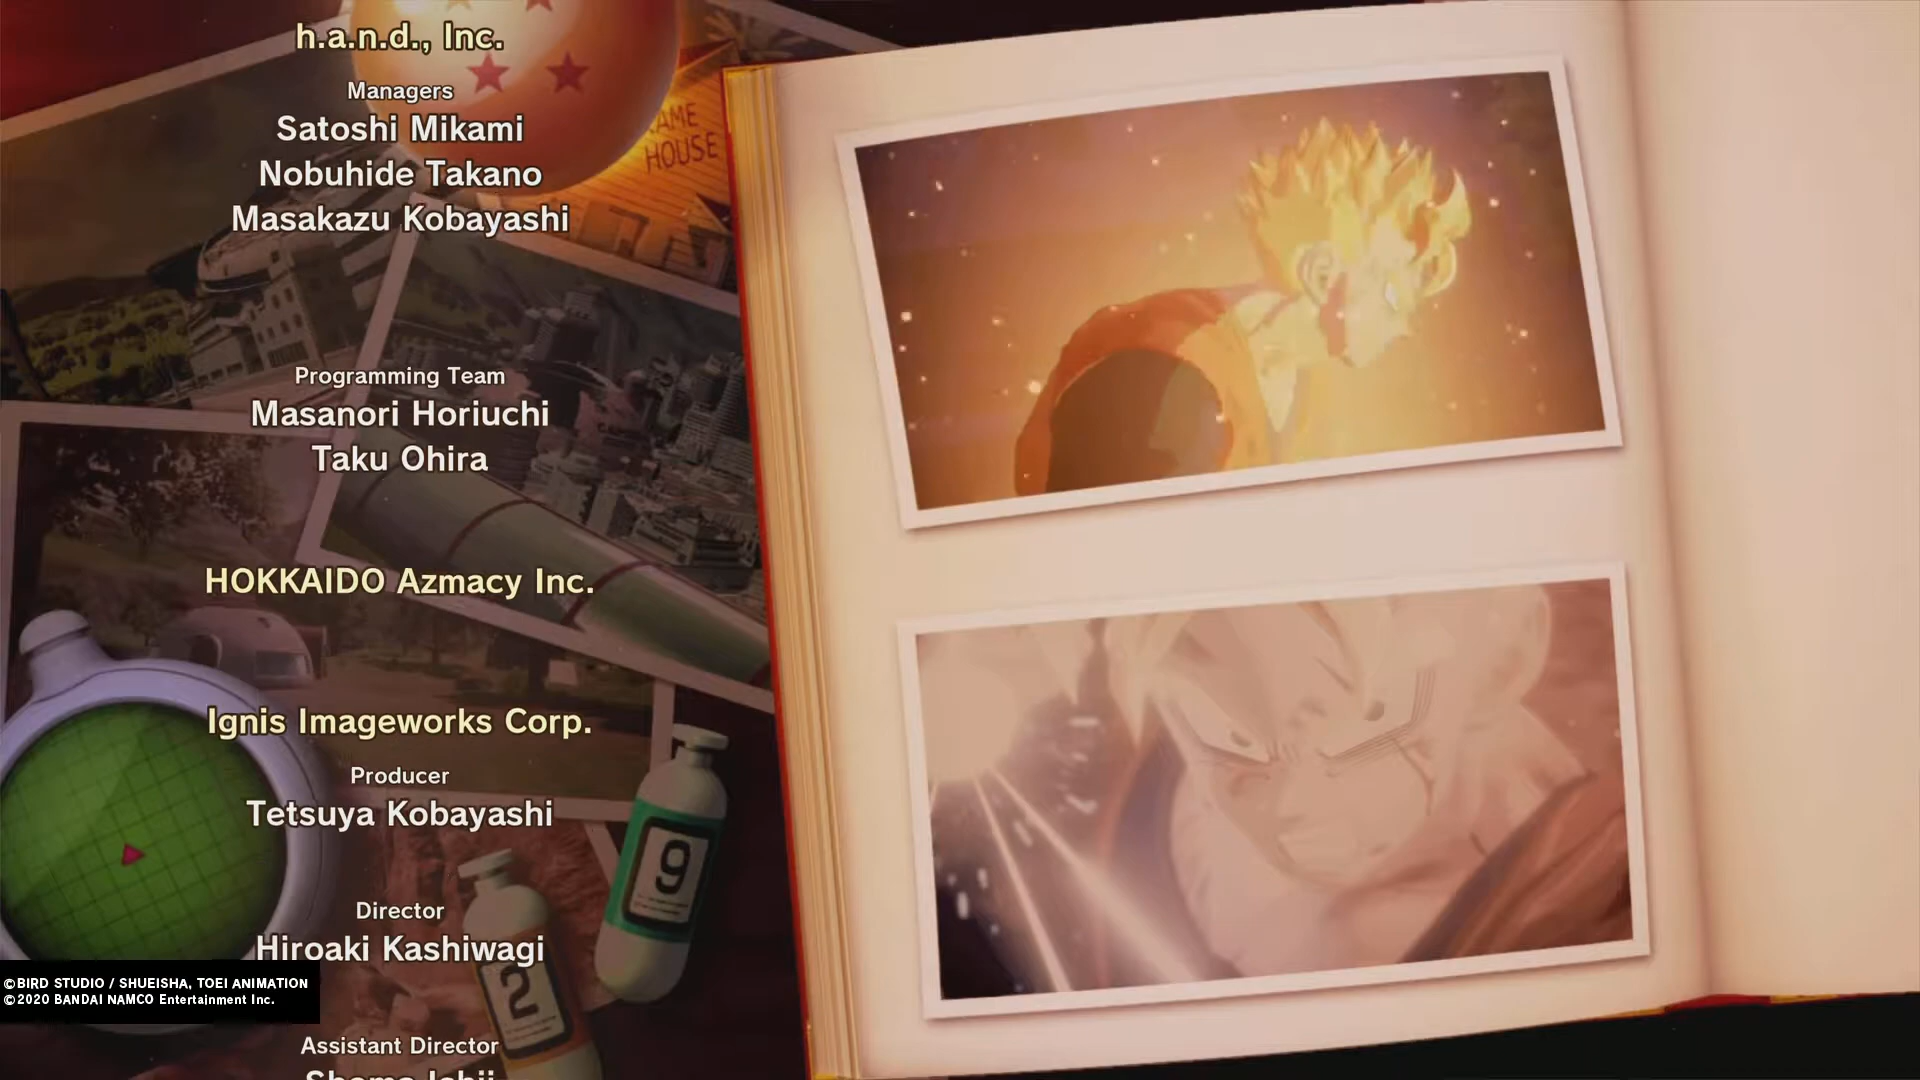 h.a.n.d., Inc.
Managers
Satoshi Mikami
Nobuhide Takano
Masakazu Kobayashi
KAME
HOUSE
Programming Team
Masanori Horiuchi
Taku Ohira
HOKKAIDO Azmacy Inc.
Ignis Imageworks Corp.
Producer
Tetsuya Kobayashi
9
Director
Hiroaki Kashiwagi
2
©BIRD STUDIO / SHUEISHA, TOEI ANIMATION
©2020 BANDAI NAMCO Entertainment Inc.
Assistant Director